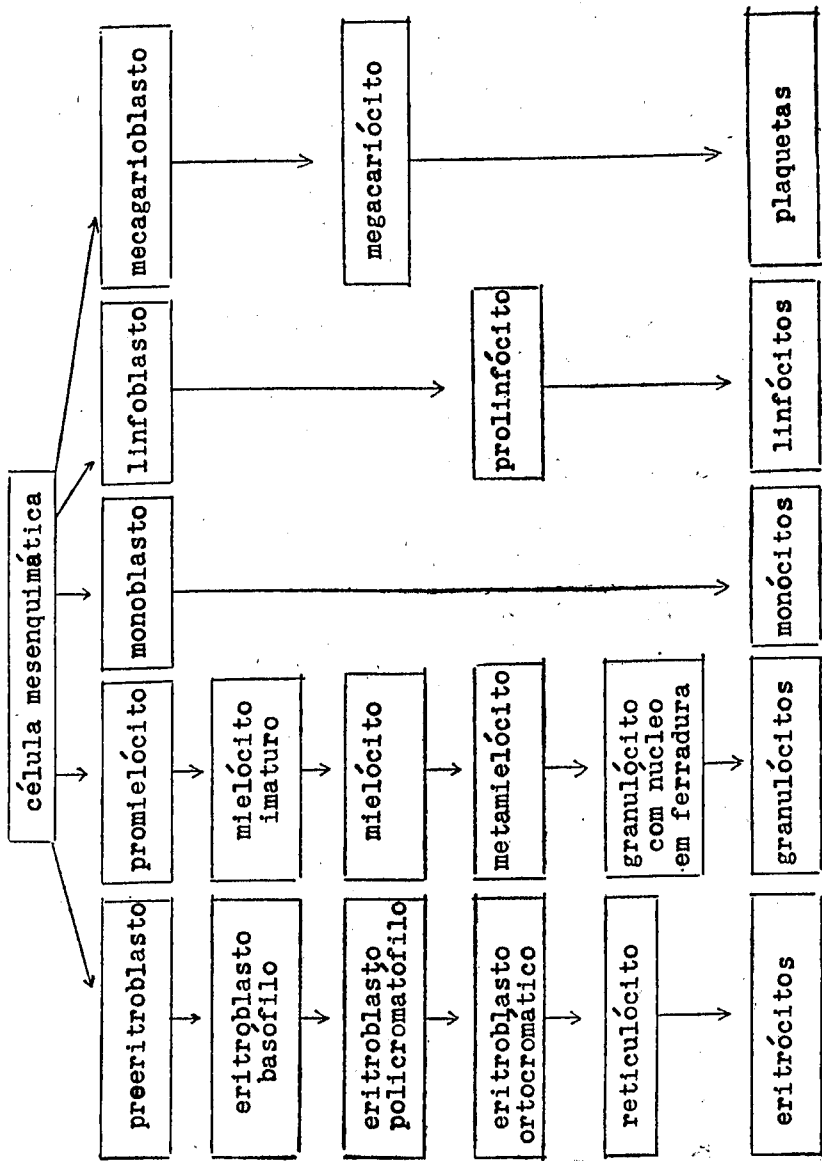 célula mesenquimática
preeritroblasto
promielócito
monoblasto
linfoblasto
mecagarioblasto
eritroblasto
basófilo
mielócito
imaturo
eritroblasto
policromatófilo
mielócito
megacariócito
eritroblasto
ortocromático
metamielócito
prolinfócito
reticulócito
granulócito
com núcleo
em ferradura
eritrócitos
granulócitos
monócitos
linfócitos
plaquetas